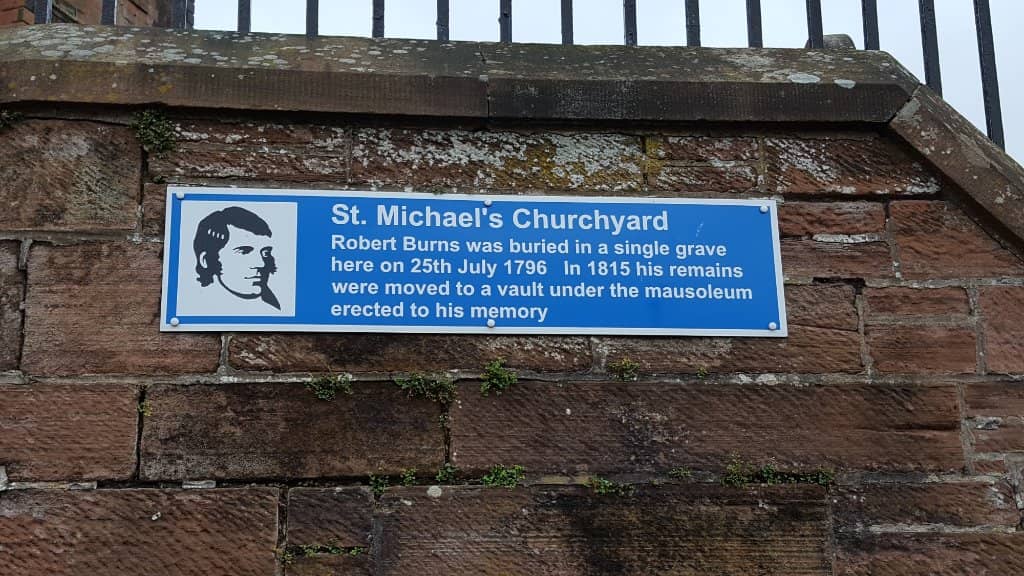 St. Michael's Churchyard
Robert Burns was buried in a single grave
here on 25th July 1796   In 1815 his remains
were moved to a vault under the mausoleum
erected to his memory